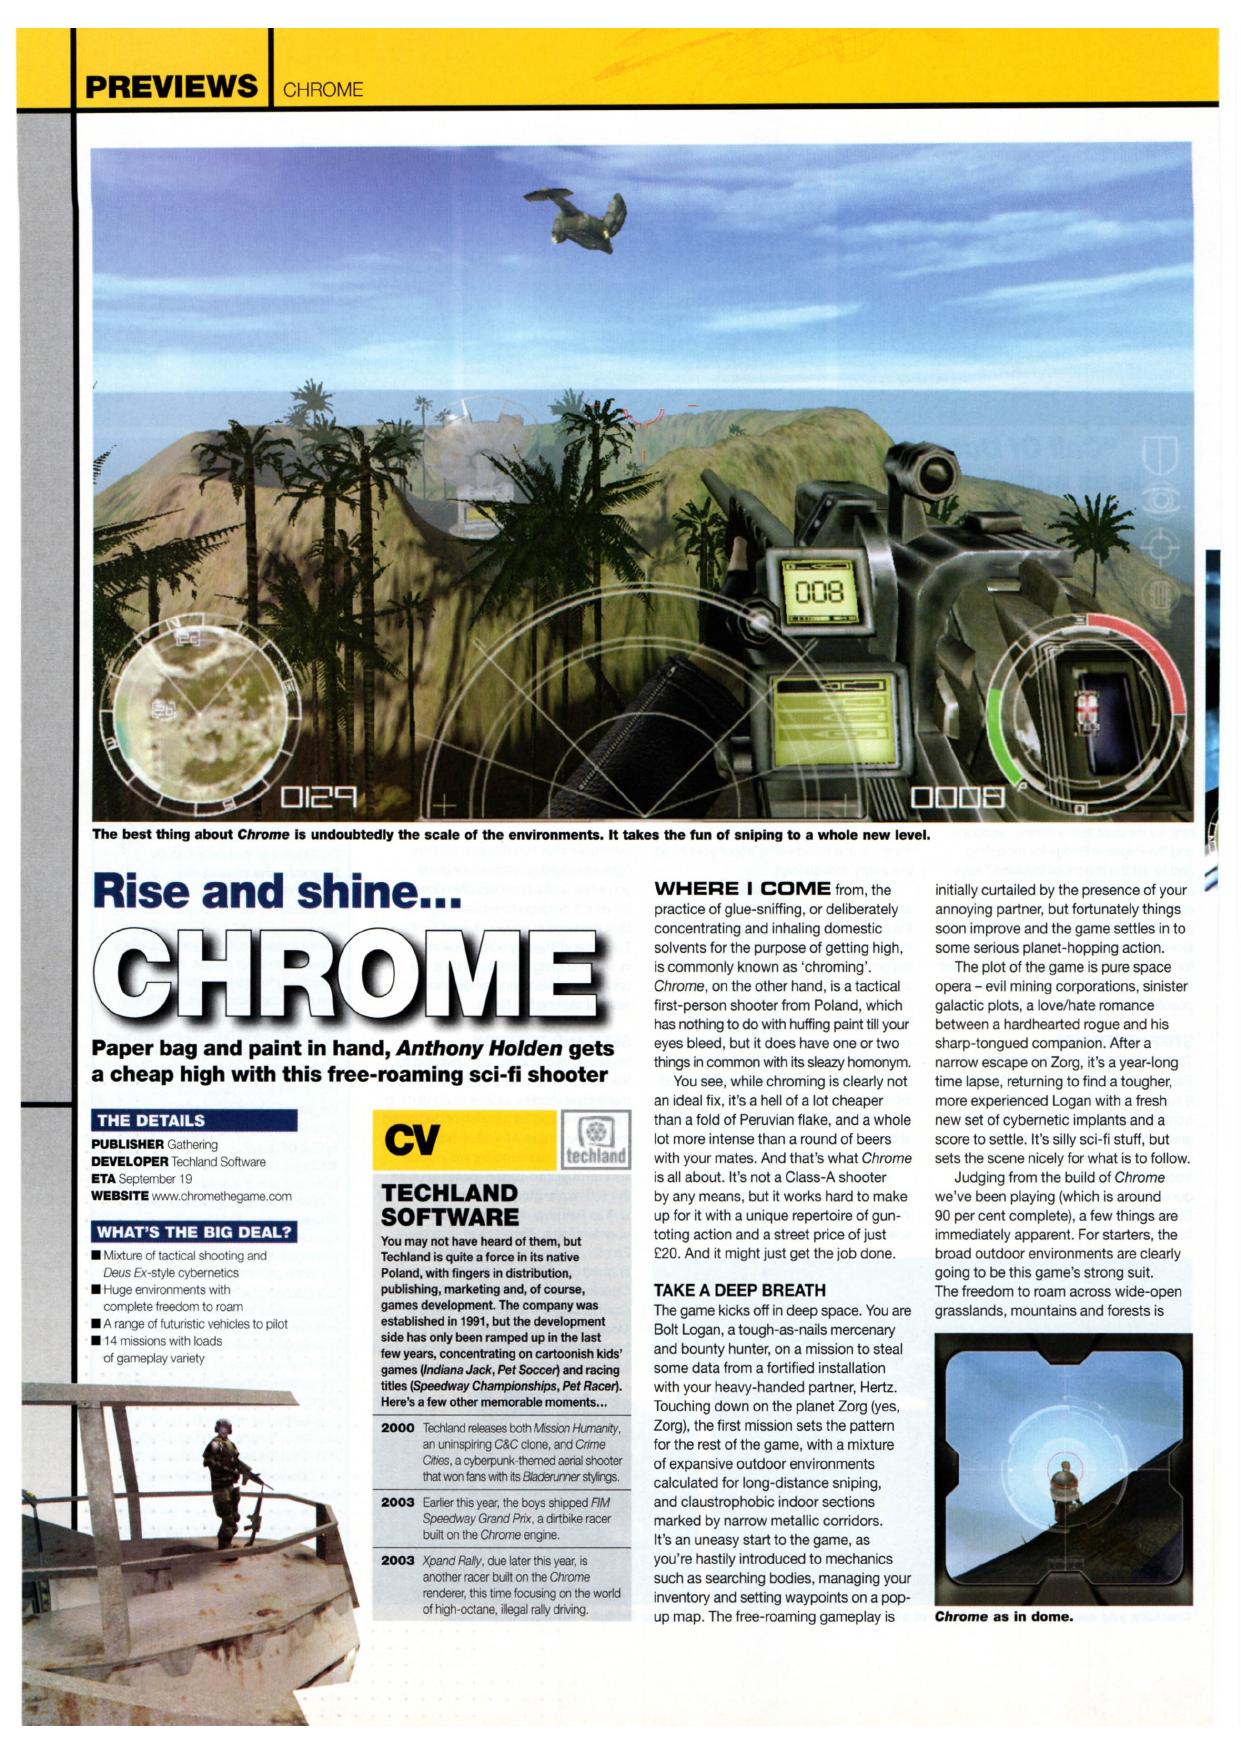 PREVIEWS
CHROME
008
0129
0008
The best thing about Chrome is undoubtedly the scale of the environments. It takes the fun of sniping to a whole new level.
Rise and shine...
CHROME
Paper bag and paint in hand, Anthony Holden gets
a cheap high with this free-roaming sci-fi shooter
THE DETAILS
PUBLISHER Gathering
DEVELOPER Techland Software
ETA September 19
WEBSITE www.chromethegame.com
WHAT'S THE BIG DEAL?
■ Mixture of tactical shooting and
Deus Ex-style cybernetics
■ Huge environments with
complete freedom to roam
■ A range of futuristic vehicles to pilot
■ 14 missions with loads
of gameplay variety
CV
techland
TECHLAND
SOFTWARE
You may not have heard of them, but
Techland is quite a force in its native
Poland, with fingers in distribution,
publishing, marketing and, of course,
games development. The company was
established in 1991, but the development
side has only been ramped up in the last
few years, concentrating on cartoonish kids'
games (Indiana Jack, Pet Soccer) and racing
titles (Speedway Championships, Pet Racer).
Here's a few other memorable moments...
2000 Techland releases both Mission Humanity,
an uninspiring C&C clone, and Crime
Cities, a cyberpunk-themed aerial shooter
that won fans with its Bladerunner stylings.
2003 Earlier this year, the boys shipped FIM
Speedway Grand Prix, a dirtbike racer
built on the Chrome engine.
2003 Xpand Rally, due later this year, is
another racer built on the Chrome
renderer, this time focusing on the world
of high-octane, illegal rally driving.
WHERE I COME from, the
practice of glue-sniffing, or deliberately
concentrating and inhaling domestic
solvents for the purpose of getting high,
is commonly known as 'chroming'.
Chrome, on the other hand, is a tactical
first-person shooter from Poland, which
has nothing to do with huffing paint till your
eyes bleed, but it does have one or two
things in common with its sleazy homonym.
You see, while chroming is clearly not
an ideal fix, it's a hell of a lot cheaper
than a fold of Peruvian flake, and a whole
lot more intense than a round of beers
with your mates. And that's what Chrome
is all about. It's not a Class-A shooter
by any means, but it works hard to make
up for it with a unique repertoire of gun-
toting action and a street price of just
£20. And it might just get the job done.
TAKE A DEEP BREATH
The game kicks off in deep space. You are
Bolt Logan, a tough-as-nails mercenary
and bounty hunter, on a mission to steal
some data from a fortified installation
with your heavy-handed partner, Hertz.
Touching down on the planet Zorg (yes,
Zorg), the first mission sets the pattern
for the rest of the game, with a mixture
of expansive outdoor environments
calculated for long-distance sniping,
and claustrophobic indoor sections
marked by narrow metallic corridors.
It's an uneasy start to the game, as
you're hastily introduced to mechanics
such as searching bodies, managing your
inventory and setting waypoints on a pop-
up map. The free-roaming gameplay is
initially curtailed by the presence of your
annoying partner, but fortunately things
soon improve and the game settles in to
some serious planet-hopping action.
The plot of the game is pure space
opera – evil mining corporations, sinister
galactic plots, a love/hate romance
between a hardhearted rogue and his
sharp-tongued companion. After a
narrow escape on Zorg, it's a year-long
time lapse, returning to find a tougher,
more experienced Logan with a fresh
new set of cybernetic implants and a
score to settle. It's silly sci-fi stuff, but
sets the scene nicely for what is to follow.
Judging from the build of Chrome
we've been playing (which is around
90 per cent complete), a few things are
immediately apparent. For starters, the
broad outdoor environments are clearly
going to be this game's strong suit.
The freedom to roam across wide-open
grasslands, mountains and forests is
Chrome as in dome.